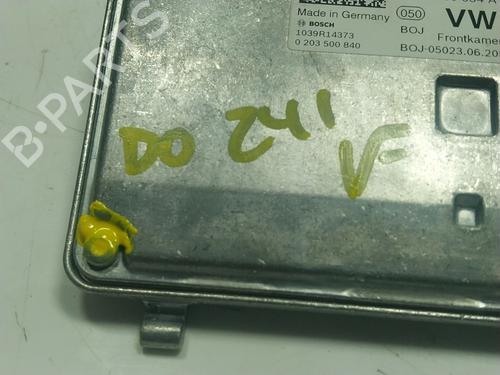 Made in Germany
BOSCH
1039R14373
0 203 500 840
050
VW
BOJ
Frontkamer
BOJ-05023.06.20
DO 241
V-
B-PARTS